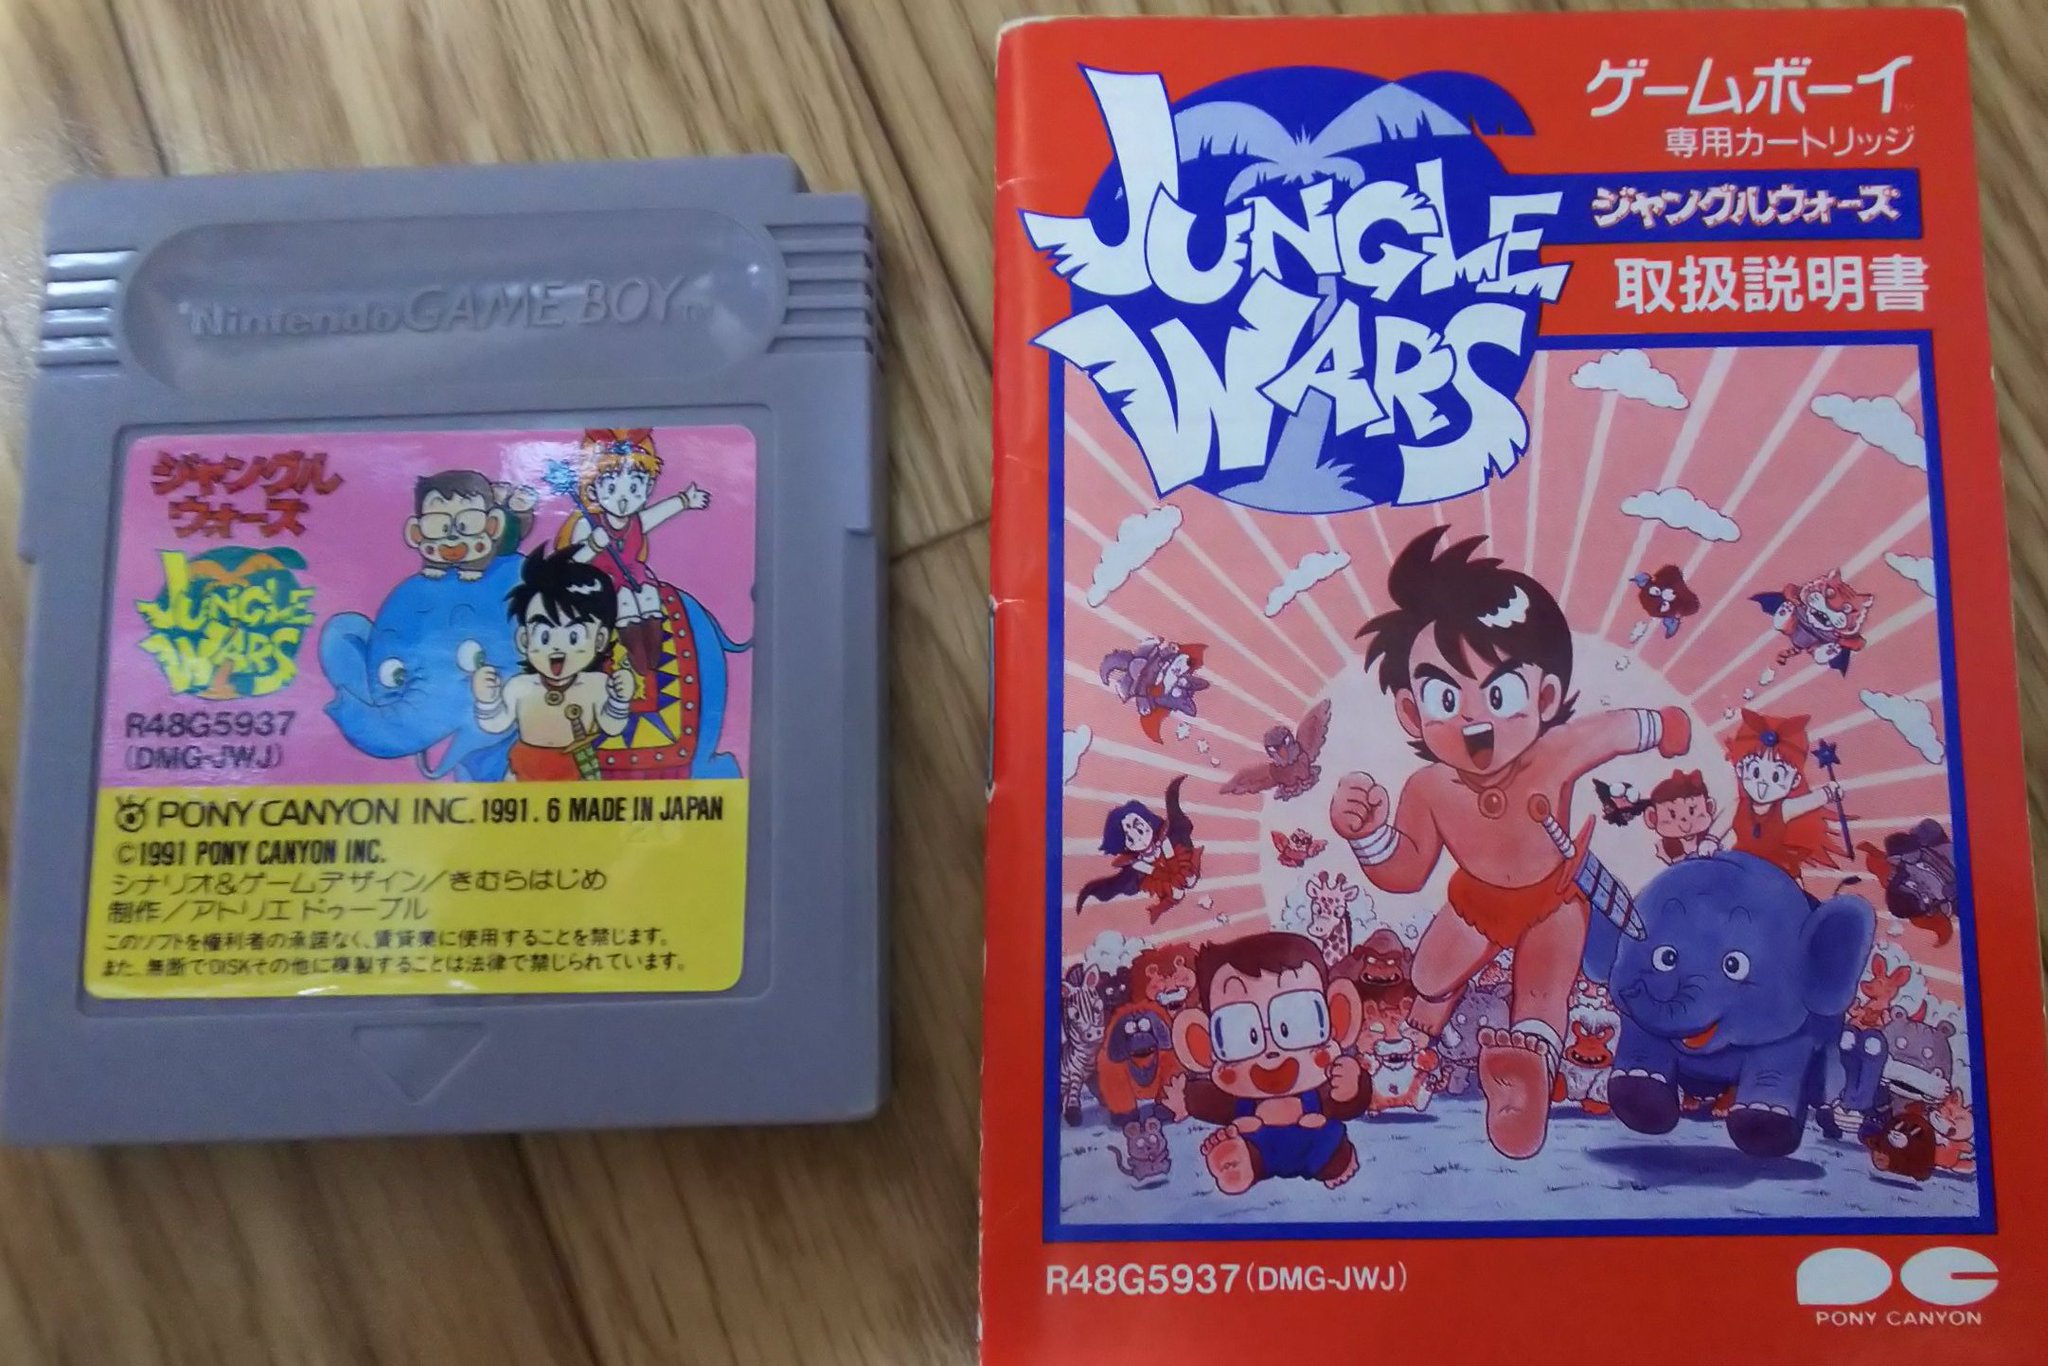 Nintendo GAME BOY™
ジャングル
ウォーズ
JUNGLE
WARS
R48G5937
(DMG-JWJ)
PONY CANYON INC. 1991.6 MADE IN JAPAN
©1991 PONY CANYON INC.
シナリオ&ゲームデザイン/きむらはじめ
制作/アトリエ ドゥーブル
このソフトを権利者の承諾なく、賃貸業に使用することを禁じます。
また、無断でDISKその他に複製することは法律で禁じられています。
JUNGLE
WARS
ゲームボーイ™
専用カートリッジ
ジャングルウォーズ
取扱説明書
R48G5937(DMG-JWJ)
PC
PONY CANYON